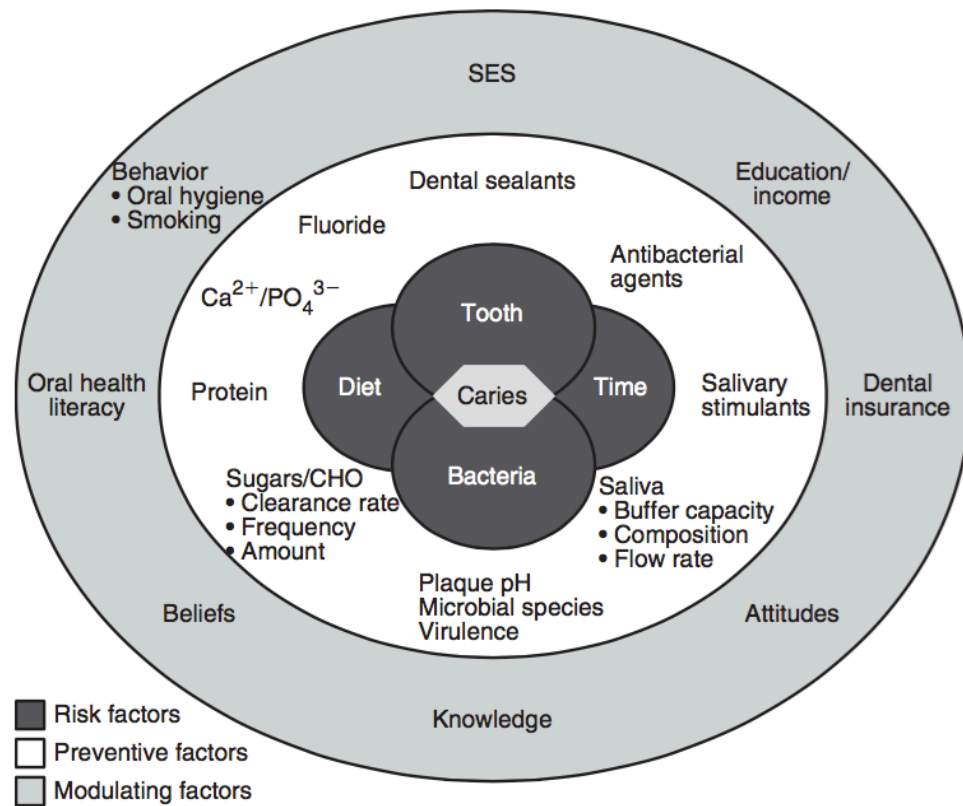 SES
Behavior
• Oral hygiene
• Smoking
Education/
income
Dental sealants
Fluoride
Antibacterial
agents
Ca²⁺/PO₄³⁻
Tooth
Oral health
literacy
Protein
Diet
Caries
Time
Salivary
stimulants
Dental
insurance
Bacteria
Sugars/CHO
• Clearance rate
• Frequency
• Amount
Saliva
• Buffer capacity
• Composition
• Flow rate
Plaque pH
Microbial species
Virulence
Beliefs
Attitudes
Knowledge
Risk factors
Preventive factors
Modulating factors